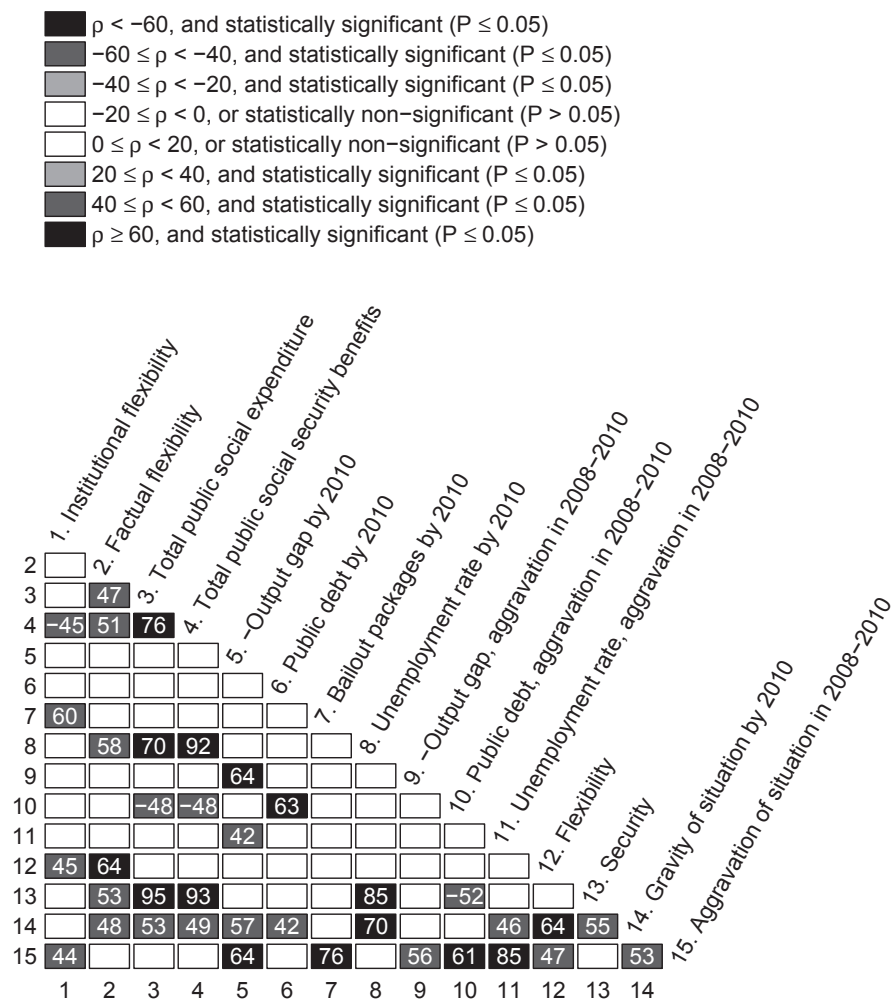 ρ < −60, and statistically significant (P ≤ 0.05)
−60 ≤ ρ < −40, and statistically significant (P ≤ 0.05)
−40 ≤ ρ < −20, and statistically significant (P ≤ 0.05)
−20 ≤ ρ < 0, or statistically non−significant (P > 0.05)
0 ≤ ρ < 20, or statistically non−significant (P > 0.05)
20 ≤ ρ < 40, and statistically significant (P ≤ 0.05)
40 ≤ ρ < 60, and statistically significant (P ≤ 0.05)
ρ ≥ 60, and statistically significant (P ≤ 0.05)
1. Institutional flexibility
2. Factual flexibility
3. Total public social expenditure
4. Total public social security benefits
5. −Output gap by 2010
6. Public debt by 2010
7. Bailout packages by 2010
8. Unemployment rate by 2010
9. −Output gap, aggravation in 2008−2010
10. Public debt, aggravation in 2008−2010
11. Unemployment rate, aggravation in 2008−2010
12. Flexibility
13. Security
14. Gravity of situation by 2010
15. Aggravation of situation in 2008−2010
2
3 47
4 −45 51 76
5
6
7 60
8 58 70 92
9 64
10 −48 −48 63
11 42
12 45 64
13 53 95 93 85 −52
14 48 53 49 57 42 70 46 64 55
15 44 64 76 56 61 85 47 53
1 2 3 4 5 6 7 8 9 10 11 12 13 14